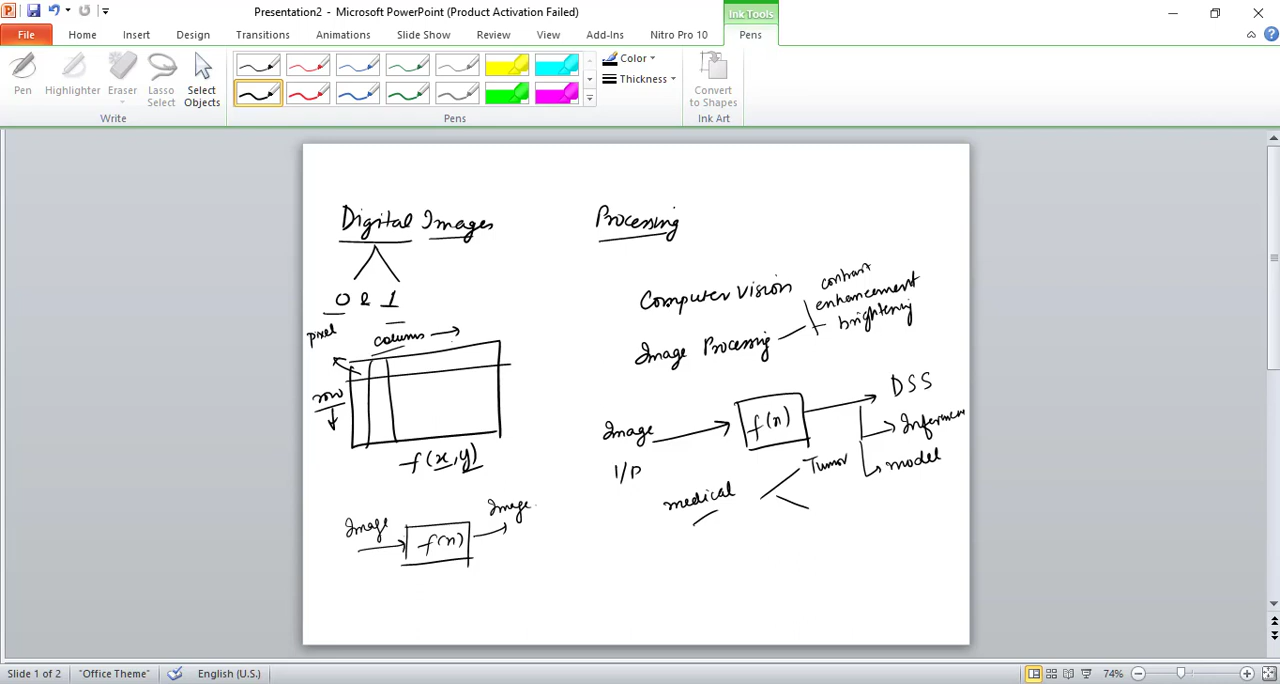 Presentation2 - Microsoft PowerPoint (Product Activation Failed)
Ink Tools
File Home Insert Design Transitions Animations Slide Show Review View Add-Ins Nitro Pro 10 Pens
Pen Highlighter Eraser Lasso Select Select Objects
Color
Thickness
Convert to Shapes
Write Pens Ink Art
Digital Images
0 & 1
pixel
column
row
f(x,y)
Image f(x) Image
Processing
Computer Vision
Image Processing
contrast
enhancement
brightening
Image f(x) DSS
I/P
Inference
model
medical Tumor
Slide 1 of 2 "Office Theme" English (U.S.) 74%